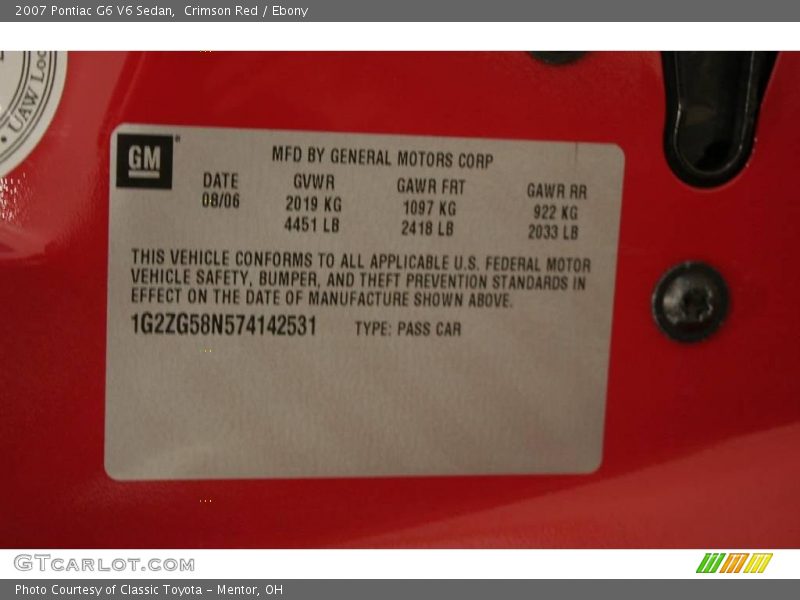 2007 Pontiac G6 V6 Sedan,  Crimson Red / Ebony
UAW Loc
GM
MFD BY GENERAL MOTORS CORP
DATE GVWR GAWR FRT GAWR RR
08/06 2019 KG 1097 KG 922 KG
4451 LB 2418 LB 2033 LB
THIS VEHICLE CONFORMS TO ALL APPLICABLE U.S. FEDERAL MOTOR
VEHICLE SAFETY, BUMPER, AND THEFT PREVENTION STANDARDS IN
EFFECT ON THE DATE OF MANUFACTURE SHOWN ABOVE.
1G2ZG58N574142531 TYPE: PASS CAR
GTCARLOT.COM
Photo Courtesy of Classic Toyota - Mentor, OH